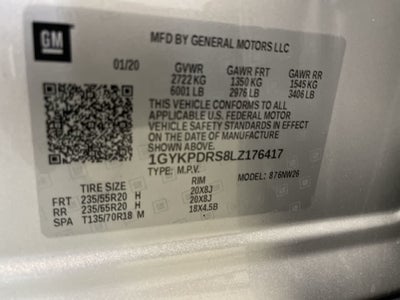 GM
MFD BY GENERAL MOTORS LLC
01/20
GVWR GAWR FRT GAWR RR
2722 KG 1350 KG 1545 KG
6001 LB 2976 LB 3406 LB
THIS VEHICLE CONFORMS TO ALL
APPLICABLE U.S. FEDERAL MOTOR
VEHICLE SAFETY STANDARDS IN EFFECT ON
THE DATE OF MANUFACTURE SHOWN ABOVE.
1GYKPDRS8LZ176417
TYPE: M.P.V. MODEL: 876NW26
TIRE SIZE RIM
FRT 235/55R20 H 20X8J
RR 235/55R20 H 20X8J
SPA T135/70R18 M 18X4.5B